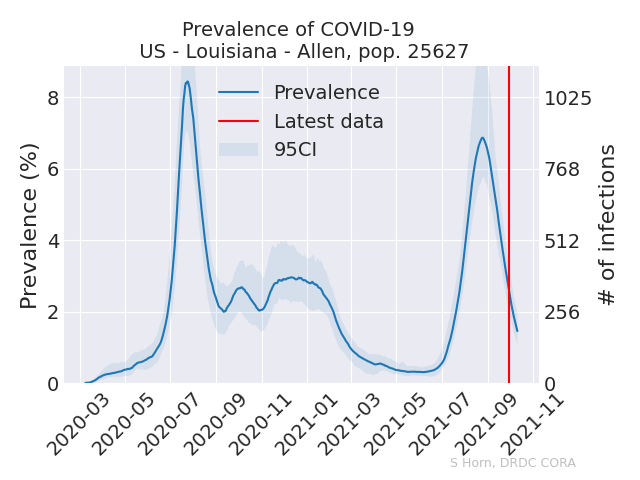 Prevalence of COVID-19
US - Louisiana - Allen, pop. 25627
Prevalence
Latest data
95CI
Prevalence (%)
8
6
4
2
0
# of infections
1025
768
512
256
0
2020-03
2020-05
2020-07
2020-09
2020-11
2021-01
2021-03
2021-05
2021-07
2021-09
2021-11
S Horn, DRDC CORA